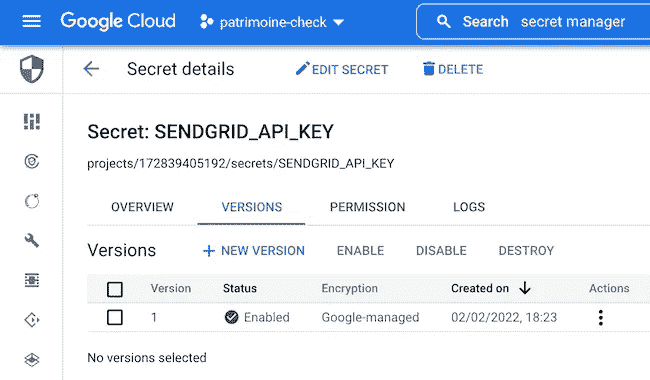 Google Cloud patrimoine-check Search secret manager
Secret details EDIT SECRET DELETE
Secret: SENDGRID_API_KEY
projects/172839405192/secrets/SENDGRID_API_KEY
OVERVIEW VERSIONS PERMISSION LOGS
Versions + NEW VERSION ENABLE DISABLE DESTROY
Version Status Encryption Created on Actions
1 Enabled Google-managed 02/02/2022, 18:23
No versions selected